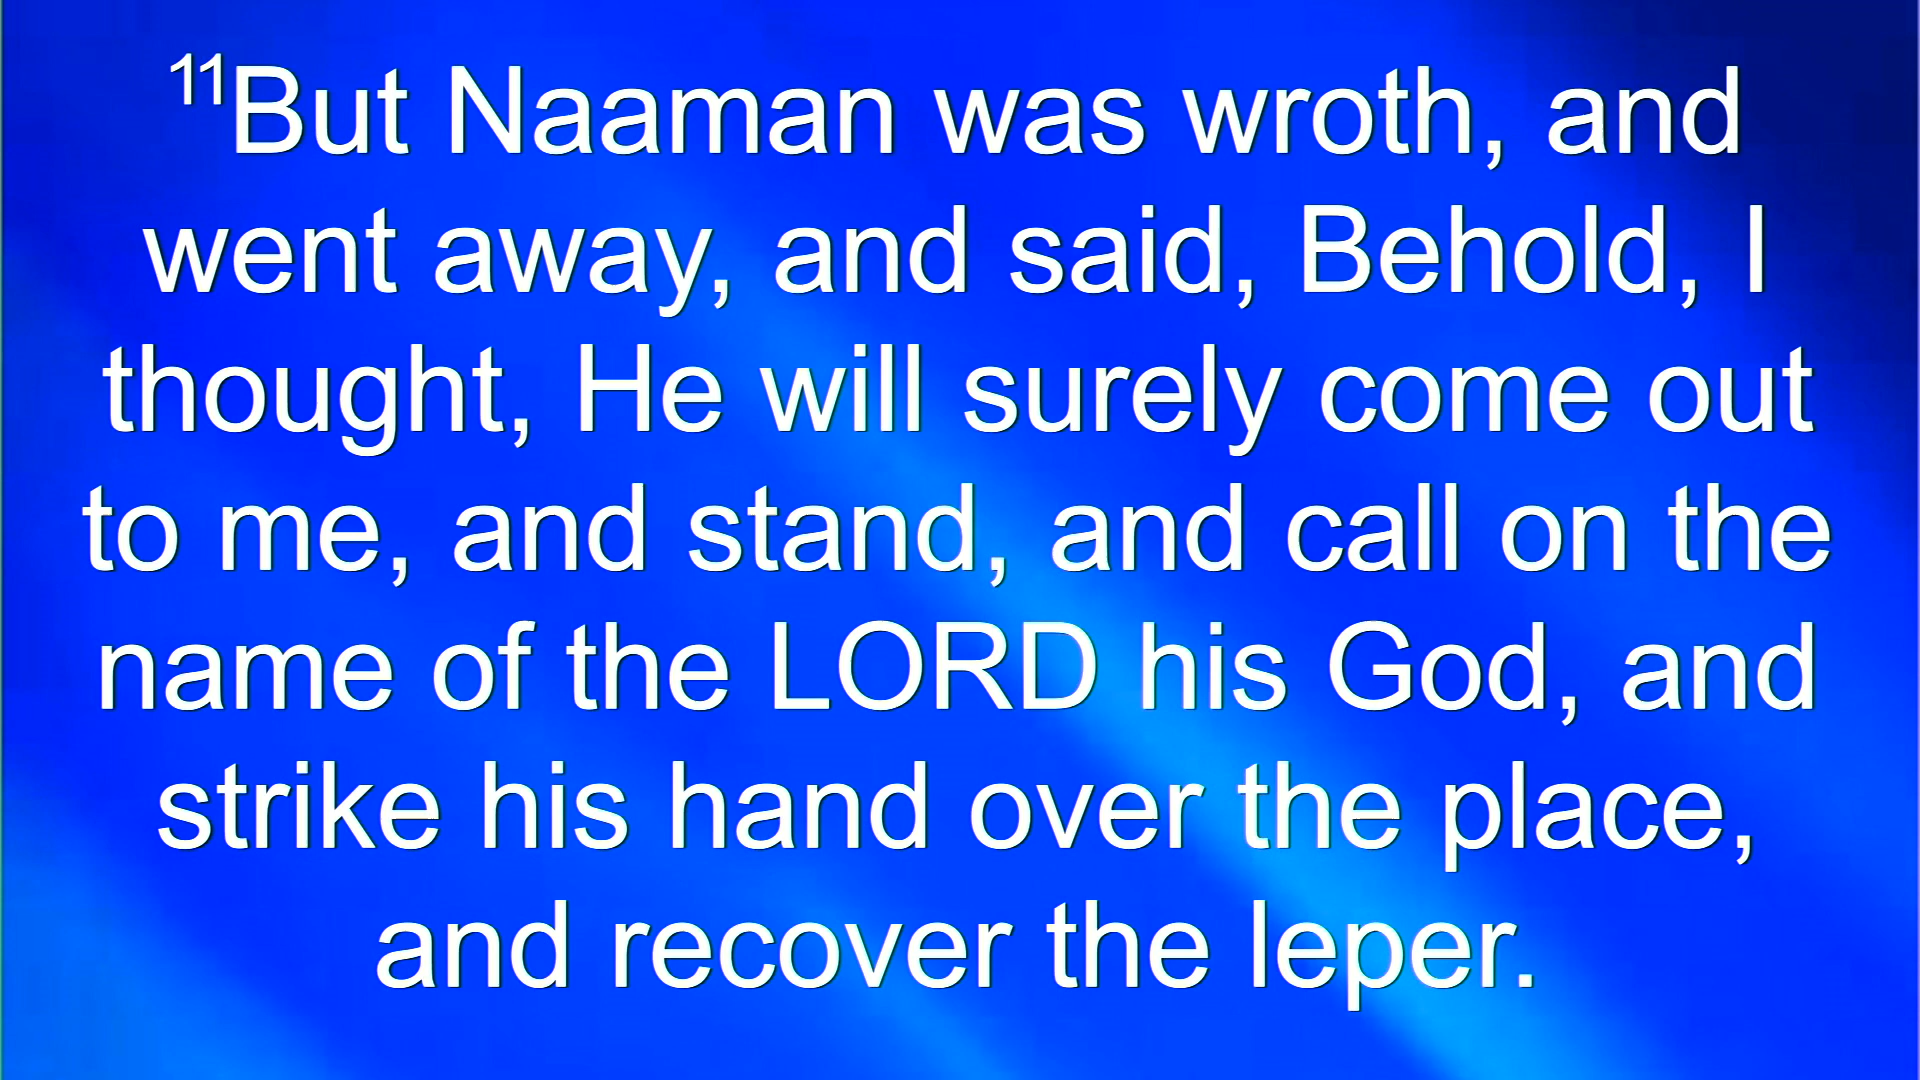 11But Naaman was wroth, and
went away, and said, Behold, I
thought, He will surely come out
to me, and stand, and call on the
name of the LORD his God, and
strike his hand over the place,
and recover the leper.